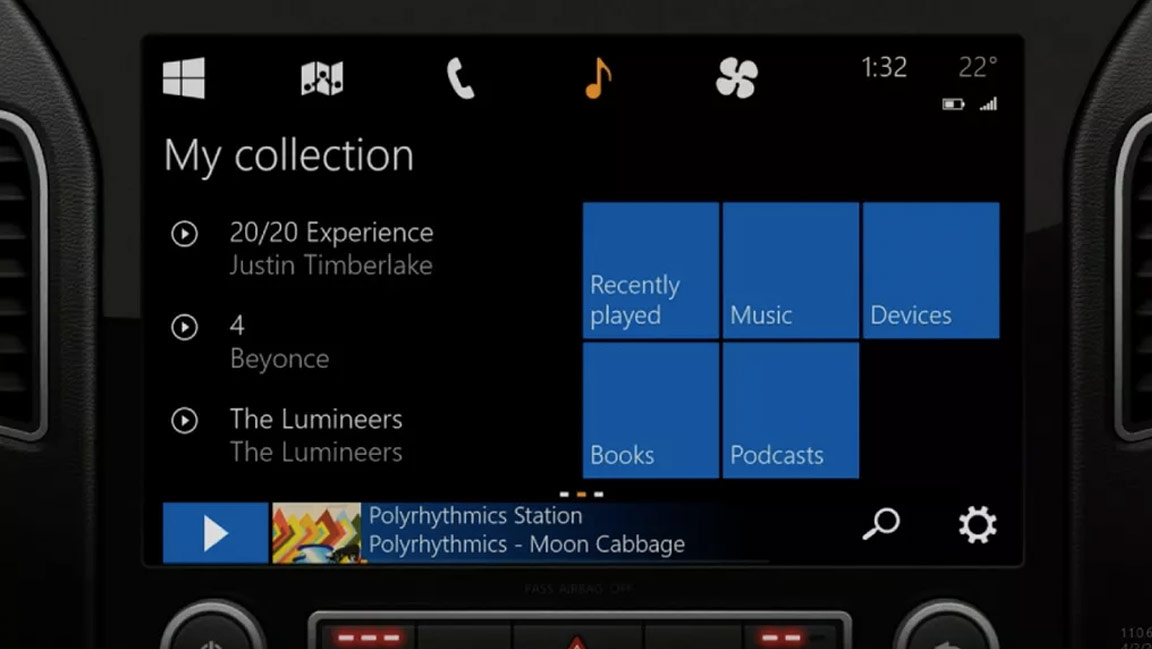 1:32
22°
My collection
20/20 Experience
Justin Timberlake
4
Beyonce
The Lumineers
The Lumineers
Recently
played
Music
Devices
Books
Podcasts
Polyrhythmics Station
Polyrhythmics - Moon Cabbage
PASS AIRBAG OFF